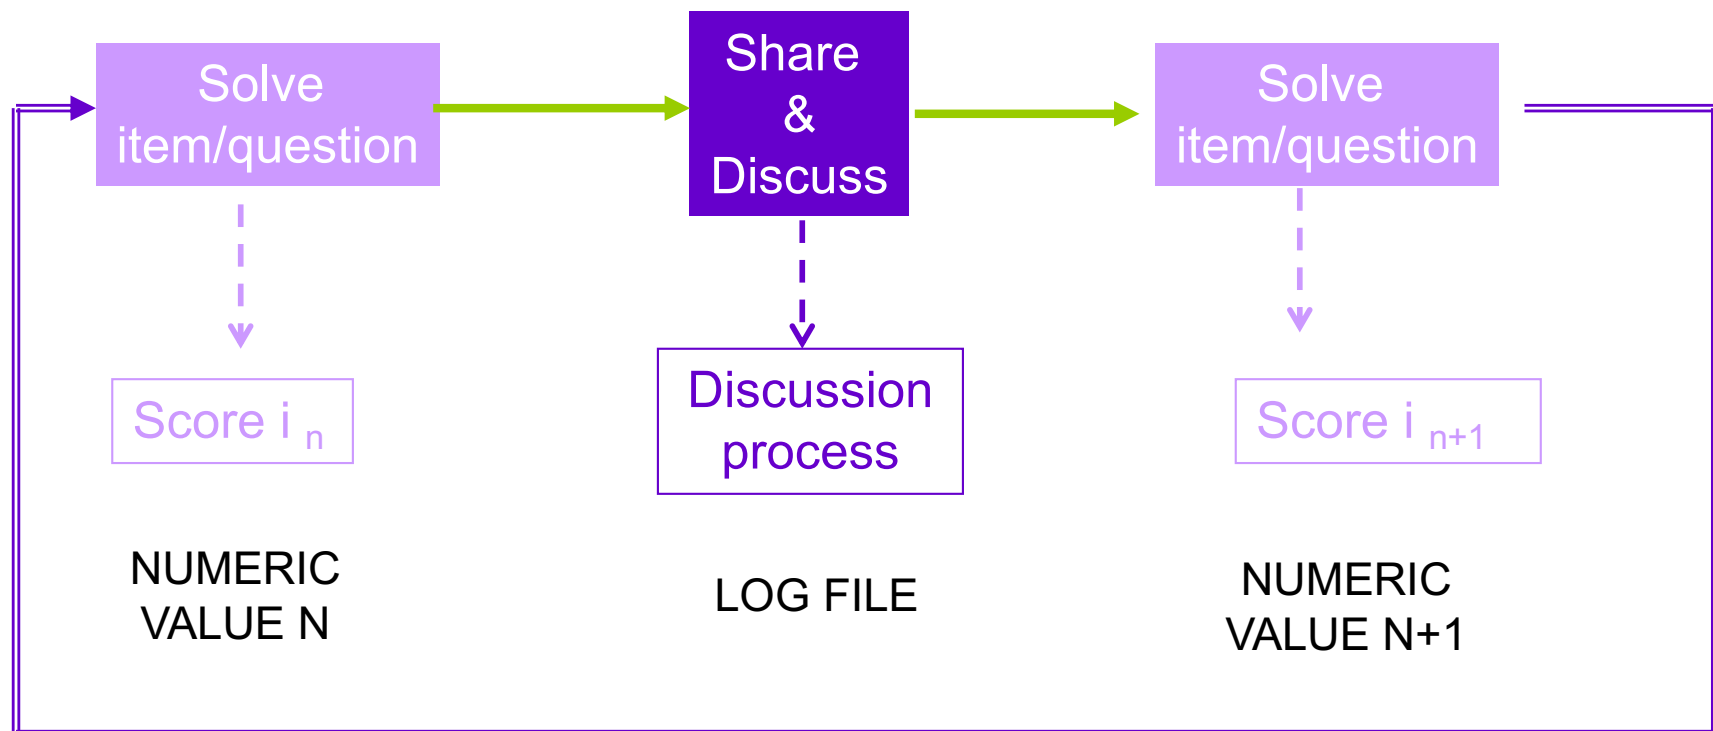 Solve
item/question
Share
&
Discuss
Solve
item/question
Score i n
Discussion
process
Score i n+1
NUMERIC
VALUE N
LOG FILE
NUMERIC
VALUE N+1